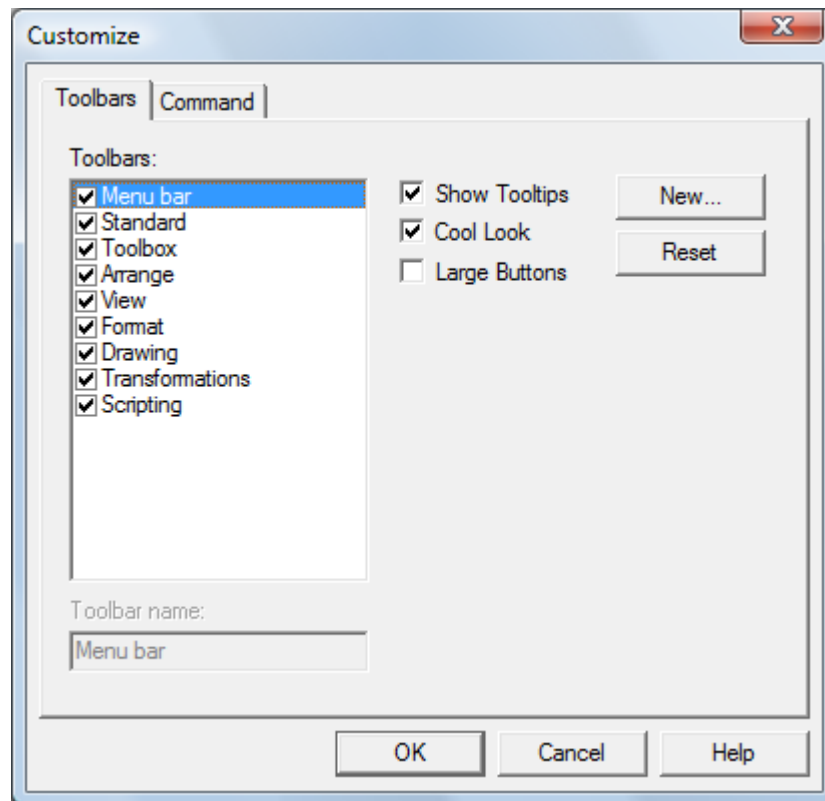 Customize
Toolbars
Command
Toolbars:
Menu bar
Standard
Toolbox
Arrange
View
Format
Drawing
Transformations
Scripting
Show Tooltips
Cool Look
Large Buttons
New...
Reset
Toolbar name:
Menu bar
OK
Cancel
Help